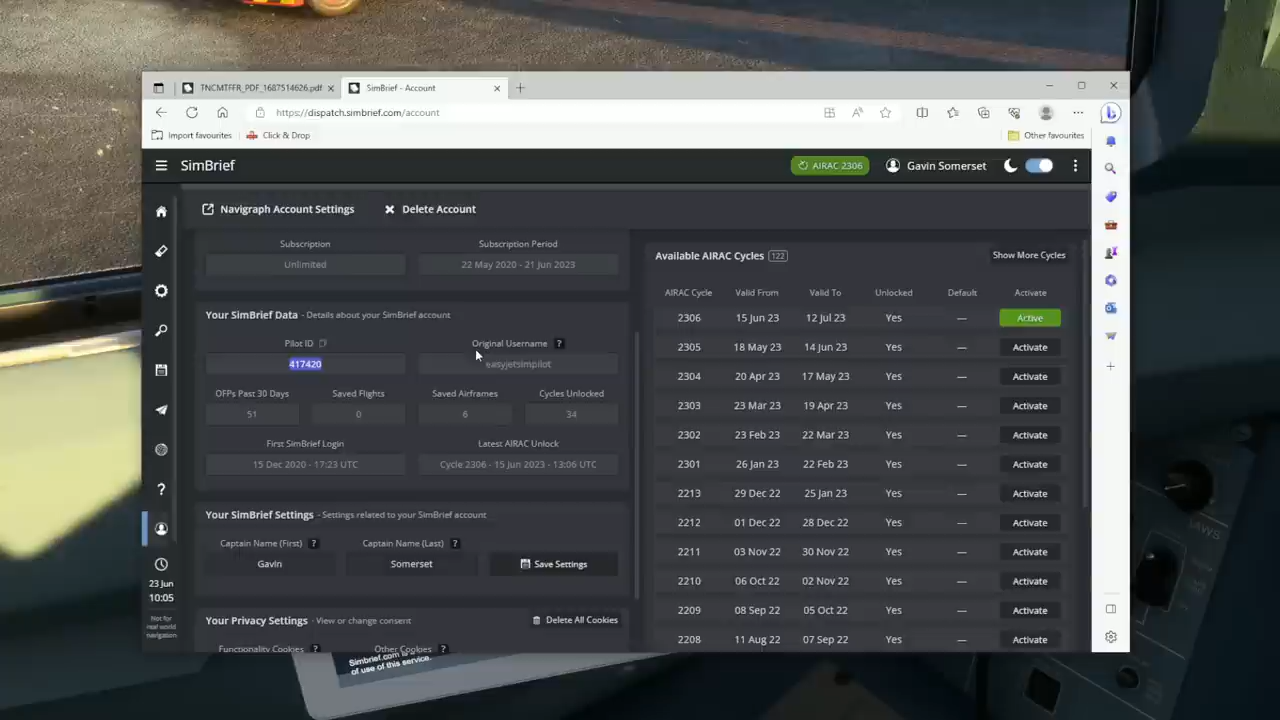 TNCMTFFR_PDF_1687514626.pdf
SimBrief - Account
https://dispatch.simbrief.com/account
Import favourites
Click & Drop
Other favourites
SimBrief
AIRAC 2306
Gavin Somerset
Navigraph Account Settings
Delete Account
Subscription
Subscription Period
Unlimited
22 May 2020 - 21 Jun 2023
Your SimBrief Data - Details about your SimBrief account
Pilot ID
Original Username ?
417420
easyjetsimpilot
OFPs Past 30 Days
Saved Flights
Saved Airframes
Cycles Unlocked
51
0
6
34
First SimBrief Login
Latest AIRAC Unlock
15 Dec 2020 - 17:23 UTC
Cycle 2306 - 15 Jun 2023 - 13:06 UTC
Your SimBrief Settings - Settings related to your SimBrief account
Captain Name (First) ?
Captain Name (Last) ?
Gavin
Somerset
Save Settings
Your Privacy Settings - View or change consent
Delete All Cookies
Functionality Cookies ?
Other Cookies ?
Available AIRAC Cycles 122
Show More Cycles
AIRAC Cycle Valid From Valid To Unlocked Default Activate
2306 15 Jun 23 12 Jul 23 Yes — Active
2305 18 May 23 14 Jun 23 Yes — Activate
2304 20 Apr 23 17 May 23 Yes — Activate
2303 23 Mar 23 19 Apr 23 Yes — Activate
2302 23 Feb 23 22 Mar 23 Yes — Activate
2301 26 Jan 23 22 Feb 23 Yes — Activate
2213 29 Dec 22 25 Jan 23 Yes — Activate
2212 01 Dec 22 28 Dec 22 Yes — Activate
2211 03 Nov 22 30 Nov 22 Yes — Activate
2210 06 Oct 22 02 Nov 22 Yes — Activate
2209 08 Sep 22 05 Oct 22 Yes — Activate
2208 11 Aug 22 07 Sep 22 Yes — Activate
?
23 Jun
10:05
Not for
real world
navigation
Simbrief.com
of use of this service.